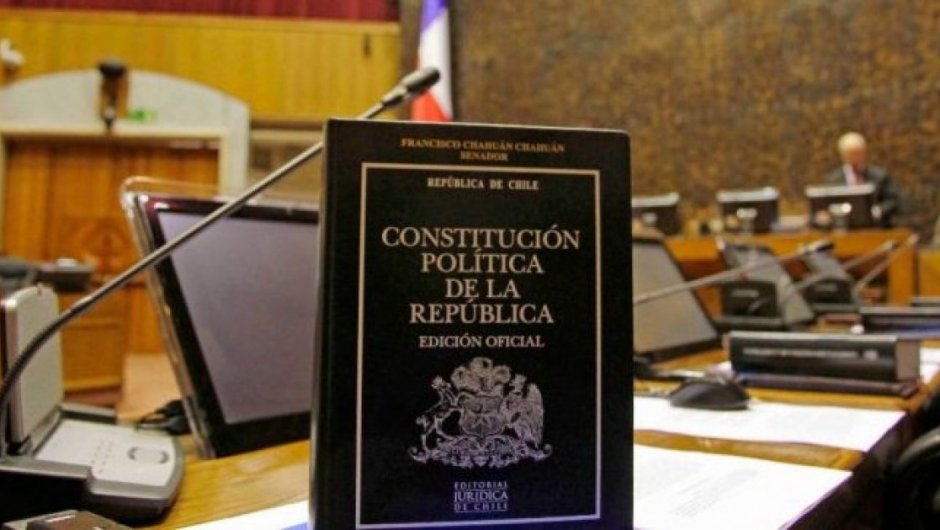 FRANCISCO CHAHUÁN CHAHUÁN
SENADOR
REPÚBLICA DE CHILE
CONSTITUCIÓN
POLÍTICA
DE LA
REPÚBLICA
EDICIÓN OFICIAL
EDITORIAL
JURÍDICA
DE CHILE